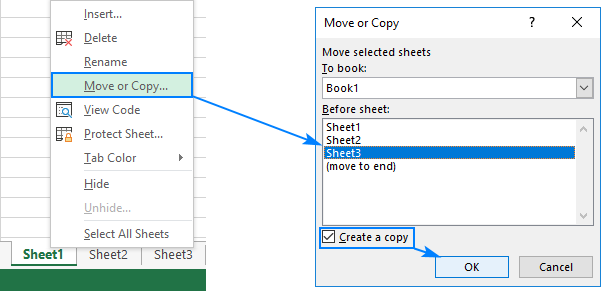 Insert...
Delete
Rename
Move or Copy...
View Code
Protect Sheet...
Tab Color
Hide
Unhide...
Select All Sheets
Sheet1 Sheet2 Sheet3
Move or Copy ? ×
Move selected sheets
To book:
Book1
Before sheet:
Sheet1
Sheet2
Sheet3
(move to end)
Create a copy
OK Cancel